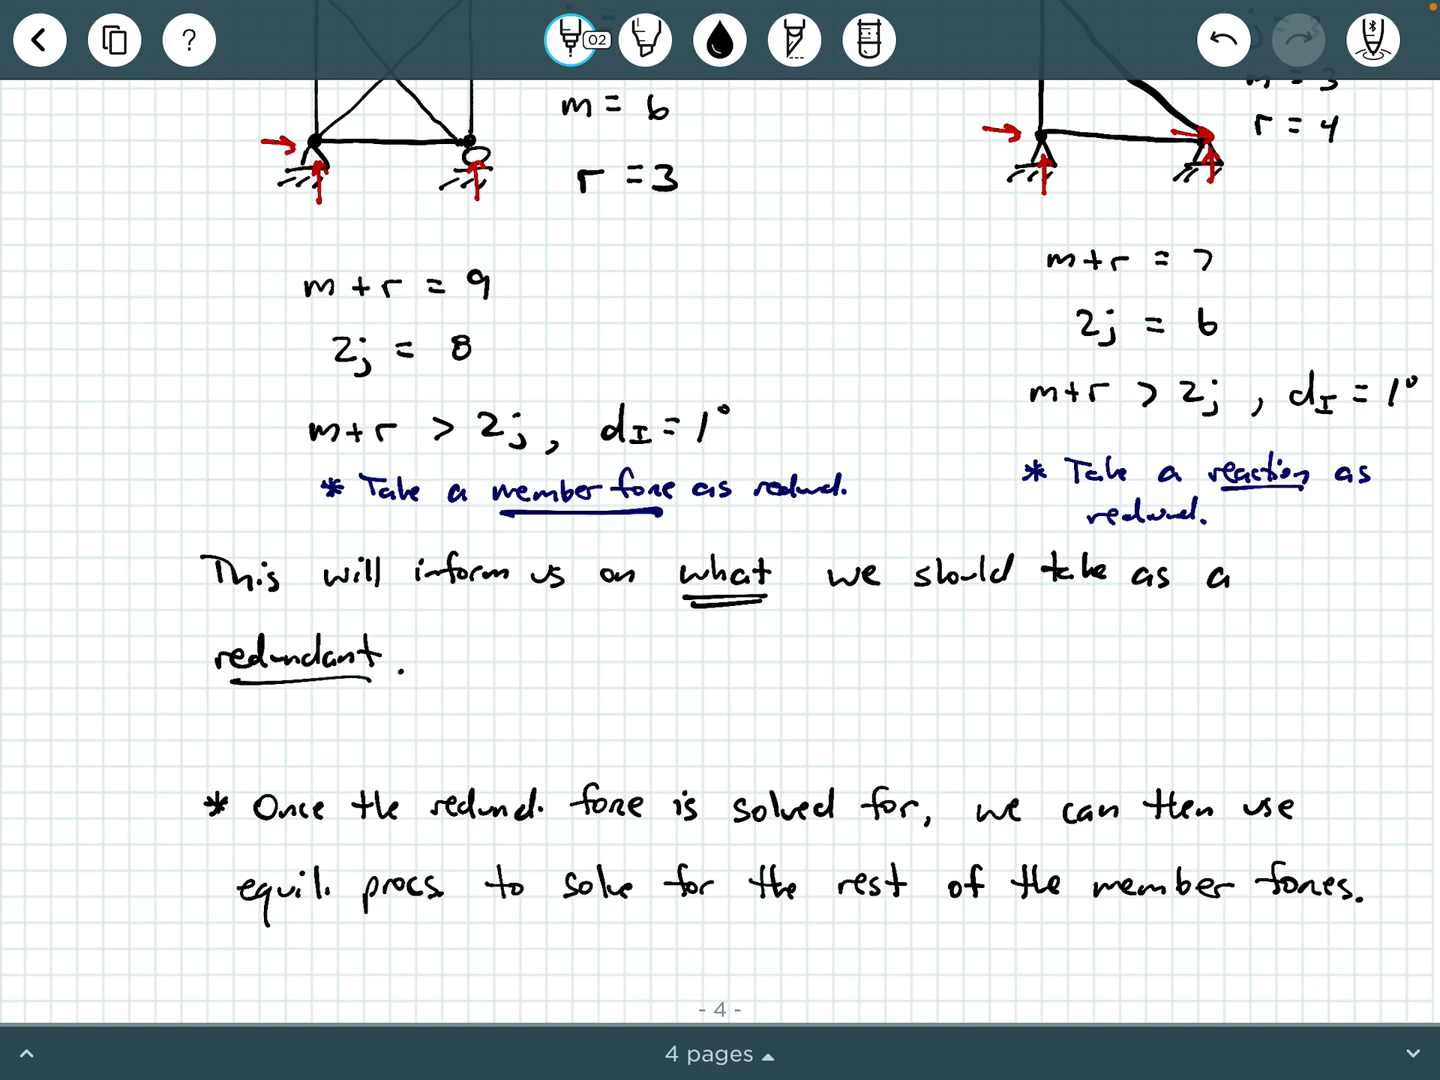 02
m = 6
r = 3
m = 3
r = 4
m + r = 9
2j = 8
m+r > 2j , dI = 1°
* Take a member force as redund.
m+r = 7
2j = 6
m+r > 2j , dI = 1°
* Take a reaction as
redund.
This will inform us on what we should take as a
redundant.
* Once the redund. force is solved for, we can then use
equil. procs to solve for the rest of the member forces.
- 4 -
4 pages